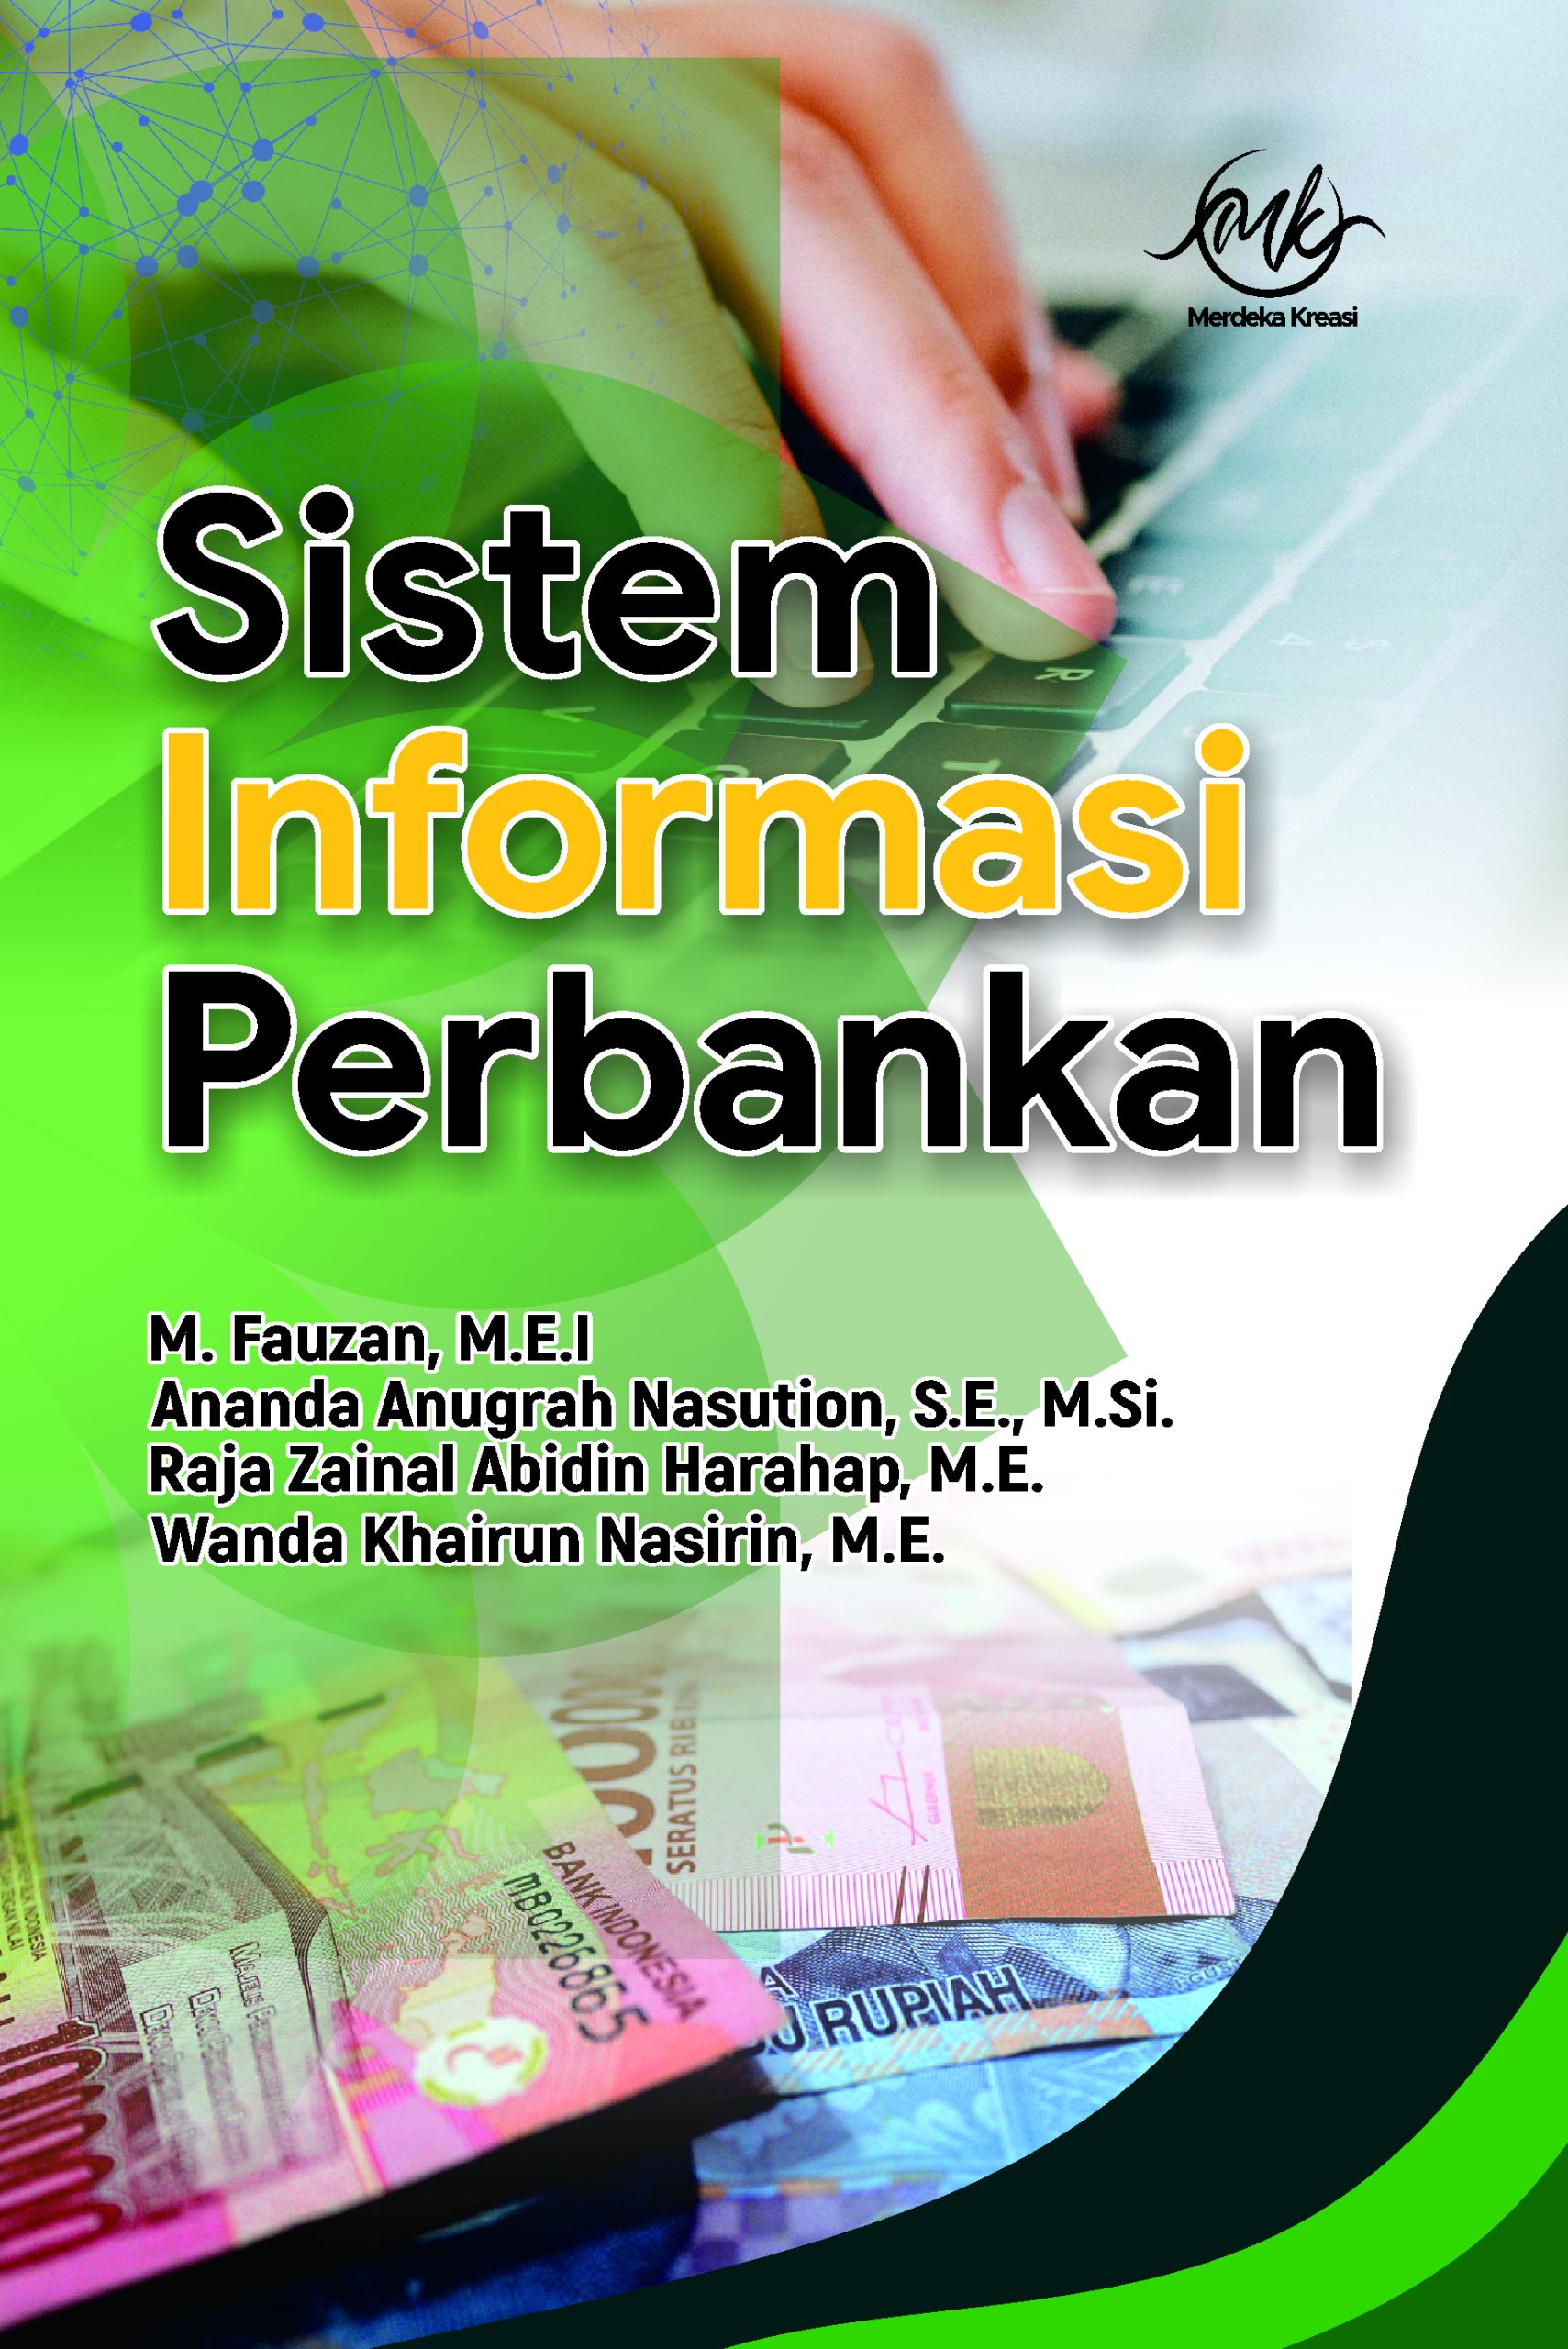 Merdeka Kreasi
Sistem
Informasi
Perbankan
M. Fauzan, M.E.I
Ananda Anugrah Nasution, S.E., M.Si.
Raja Zainal Abidin Harahap, M.E.
Wanda Khairun Nasirin, M.E.
SERATUS RIBU
GUBERNUR
BANK INDONESIA
MB0226865
RUPIAH